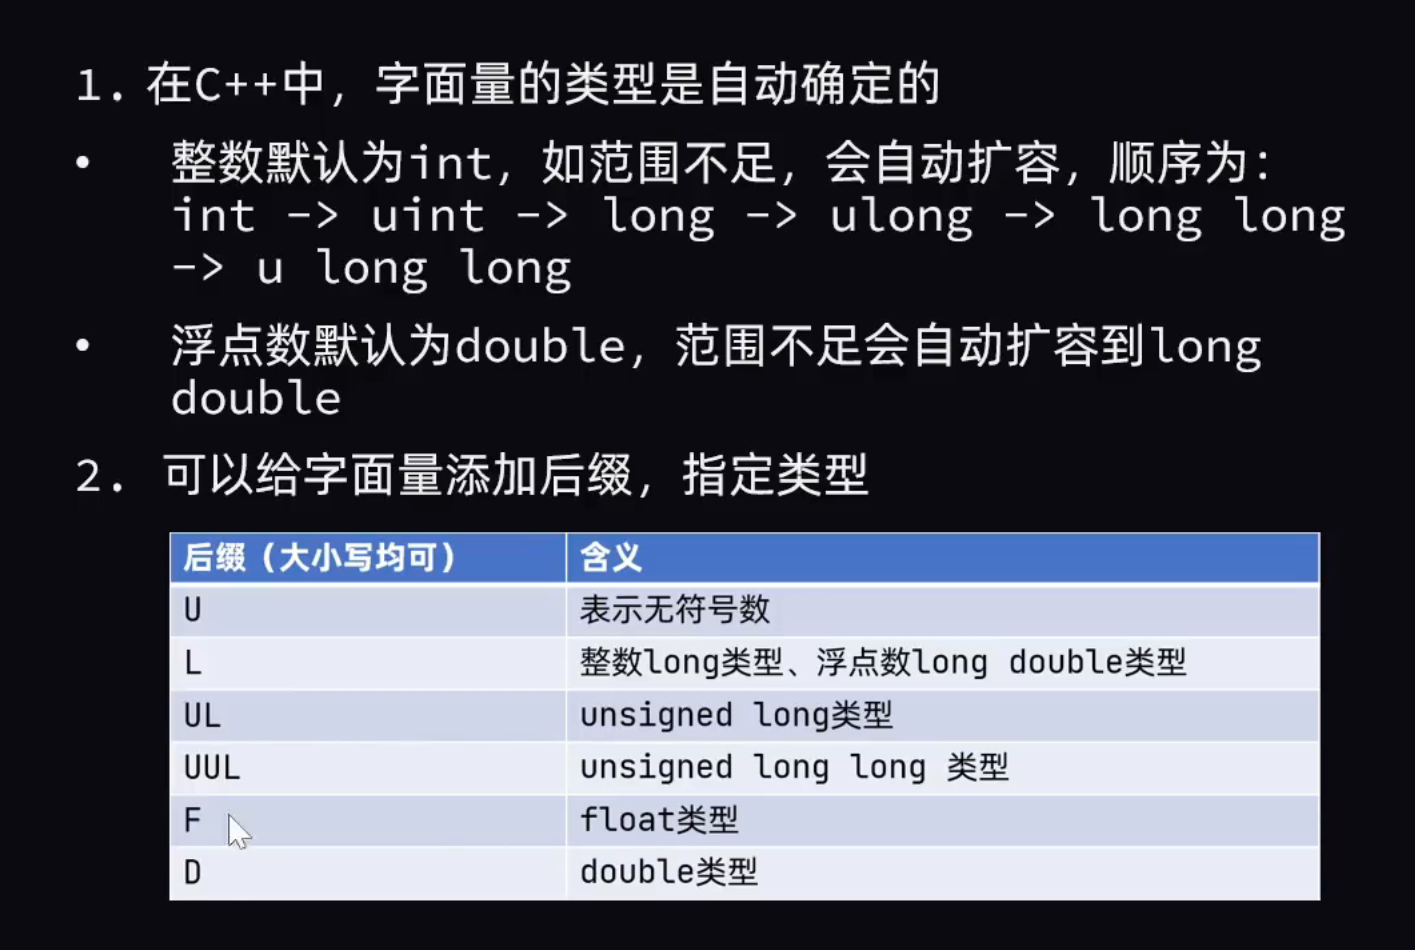 1. 在C++中，字面量的类型是自动确定的
• 整数默认为int，如范围不足，会自动扩容，顺序为：
int -> uint -> long -> ulong -> long long
-> u long long
• 浮点数默认为double，范围不足会自动扩容到long
double
2. 可以给字面量添加后缀，指定类型
后缀（大小写均可） 含义
U 表示无符号数
L 整数long类型、浮点数long double类型
UL unsigned long类型
UUL unsigned long long 类型
F float类型
D double类型